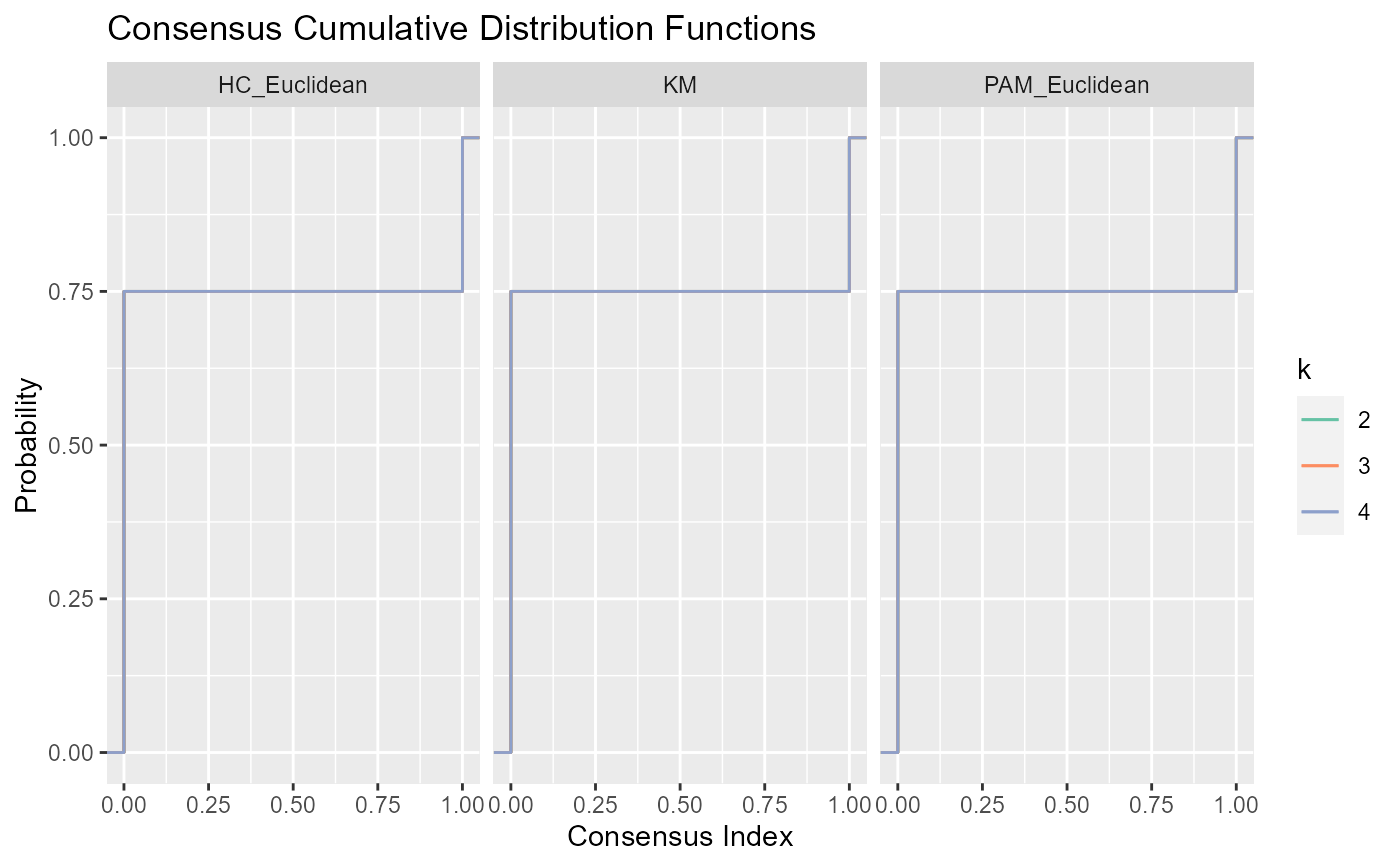 Consensus Cumulative Distribution Functions
HC_Euclidean KM PAM_Euclidean
1.00
0.75
0.50
0.25
0.00
Probability
0.00 0.25 0.50 0.75 1.00 0.00 0.25 0.50 0.75 1.00 0.00 0.25 0.50 0.75 1.00
Consensus Index
k
2
3
4